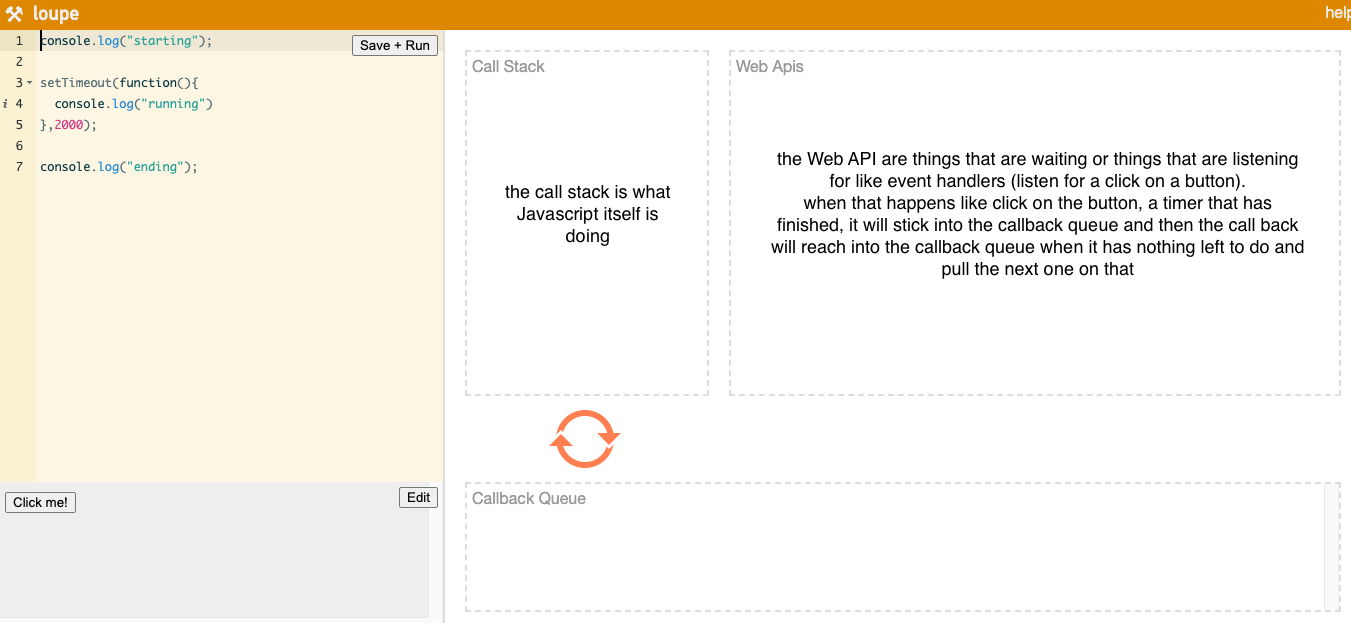 loupe
help
1 console.log("starting");
Save + Run
2
3 setTimeout(function(){
i 4 console.log("running")
5 },2000);
6
7 console.log("ending");
Click me!
Edit
Call Stack
the call stack is what
Javascript itself is
doing
Web Apis
the Web API are things that are waiting or things that are listening
for like event handlers (listen for a click on a button).
when that happens like click on the button, a timer that has
finished, it will stick into the callback queue and then the call back
will reach into the callback queue when it has nothing left to do and
pull the next one on that
Callback Queue